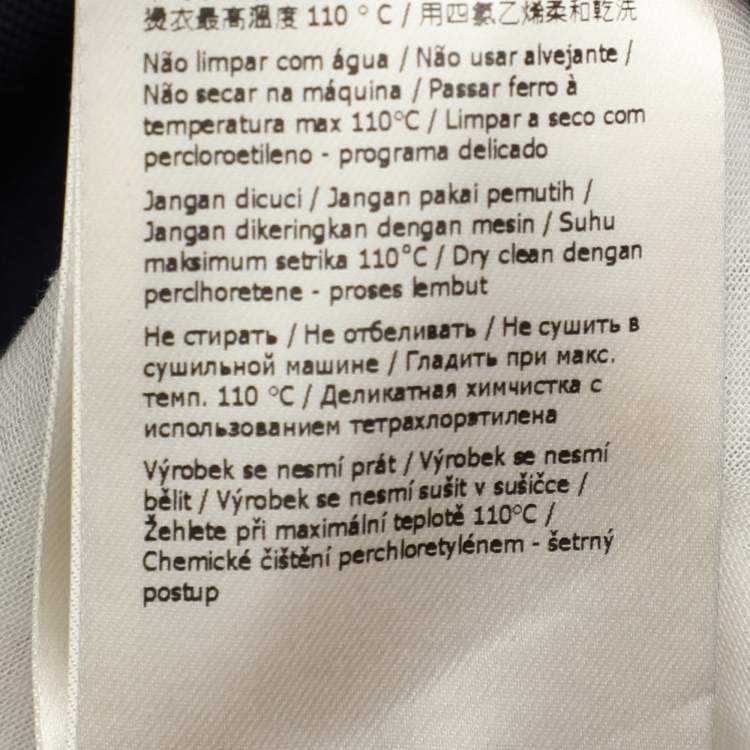 燙衣最高溫度 110 ° C / 用四氯乙烯柔和乾洗
Não limpar com água / Não usar alvejante /
Não secar na máquina / Passar ferro à
temperatura max 110°C / Limpar a seco com
percloroetileno - programa delicado
Jangan dicuci / Jangan pakai pemutih /
Jangan dikeringkan dengan mesin / Suhu
maksimum setrika 110°C / Dry clean dengan
perclhoretene - proses lembut
Не стирать / Не отбеливать / Не сушить в
сушильной машине / Гладить при макс.
темп. 110 °C / Деликатная химчистка с
использованием тетрахлорэтилена
Výrobek se nesmí prát / Výrobek se nesmí
bělit / Výrobek se nesmí sušit v sušičce /
Žehlete při maximální teplotě 110°C /
Chemické čištění perchloretylénem - šetrný
postup